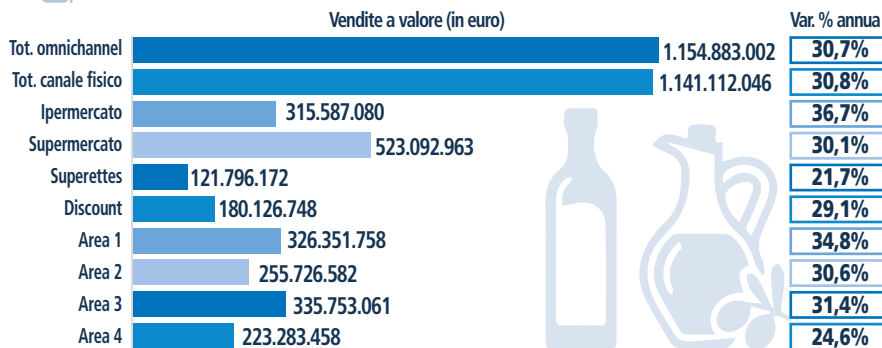 Vendite a valore (in euro) Var. % annua
Tot. omnichannel 1.154.883.002 30,7%
Tot. canale fisico 1.141.112.046 30,8%
Ipermercato 315.587.080 36,7%
Supermercato 523.092.963 30,1%
Superettes 121.796.172 21,7%
Discount 180.126.748 29,1%
Area 1 326.351.758 34,8%
Area 2 255.726.582 30,6%
Area 3 335.753.061 31,4%
Area 4 223.283.458 24,6%